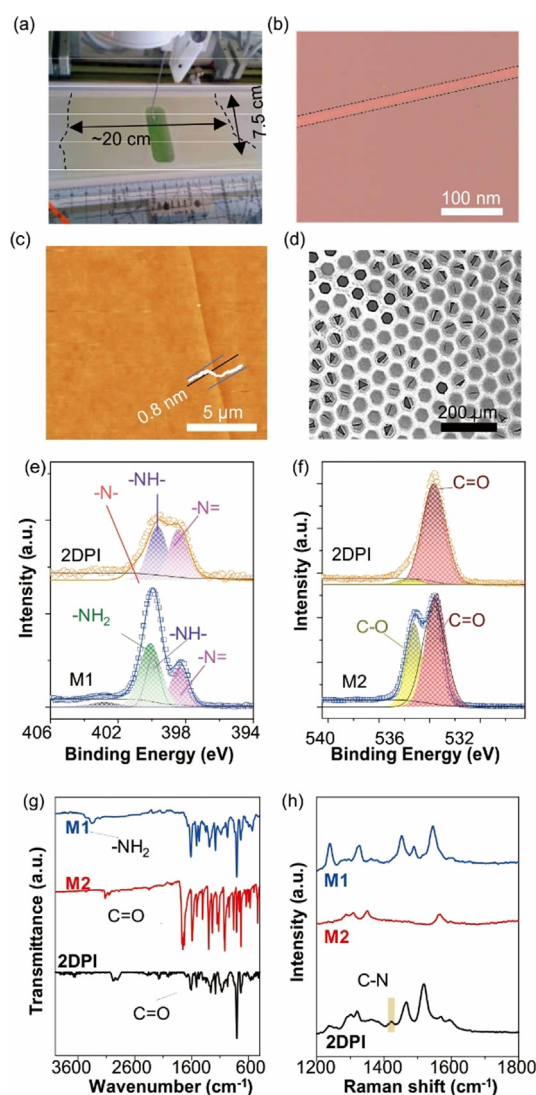 (a)
~20 cm
7.5 cm
(b)
100 nm
(c)
0.8 nm
5 µm
(d)
200 µm
(e)
-N-
-NH-
-N=
2DPI
-NH2
-NH-
-N=
M1
Intensity (a.u.)
406 402 398 394
Binding Energy (eV)
(f)
C=O
2DPI
C-O
C=O
M2
Intensity (a.u.)
540 536 532
Binding Energy (eV)
(g)
M1
-NH2
M2
C=O
2DPI
C=O
Transmittance (a.u.)
3600 2600 1600 600
Wavenumber (cm-1)
(h)
M1
M2
C-N
2DPI
Intensity (a.u.)
1200 1400 1600 1800
Raman shift (cm-1)